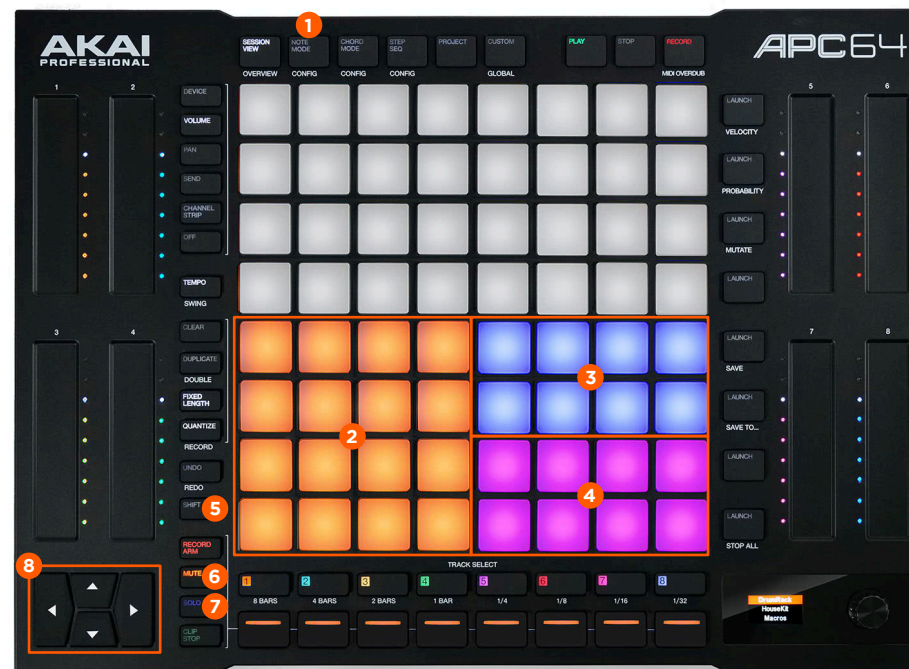 1
AKAI
PROFESSIONAL
SESSION VIEW
NOTE MODE
CHORD MODE
STEP SEQ
PROJECT
CUSTOM
PLAY
STOP
RECORD
APC64
OVERVIEW
CONFIG
CONFIG
CONFIG
GLOBAL
MIDI OVERDUB
1
2
5
6
DEVICE
VOLUME
PAN
SEND
CHANNEL STRIP
OFF
TEMPO
SWING
LAUNCH
VELOCITY
LAUNCH
PROBABILITY
LAUNCH
MUTATE
LAUNCH
3
4
7
8
CLEAR
DUPLICATE
DOUBLE
FIXED LENGTH
QUANTIZE
RECORD
UNDO
REDO
SHIFT
5
2
3
4
LAUNCH
SAVE
LAUNCH
SAVE TO...
LAUNCH
LAUNCH
STOP ALL
8
RECORD ARM
MUTE
6
SOLO
7
CLIP STOP
TRACK SELECT
1
2
3
4
5
6
7
8
8 BARS
4 BARS
2 BARS
1 BAR
1/4
1/8
1/16
1/32
DrumRack
HouseKit
Macros